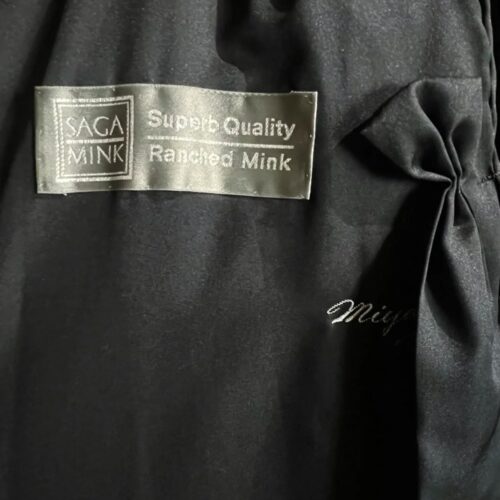 SAGA
MINK
Superb Quality
Ranched Mink